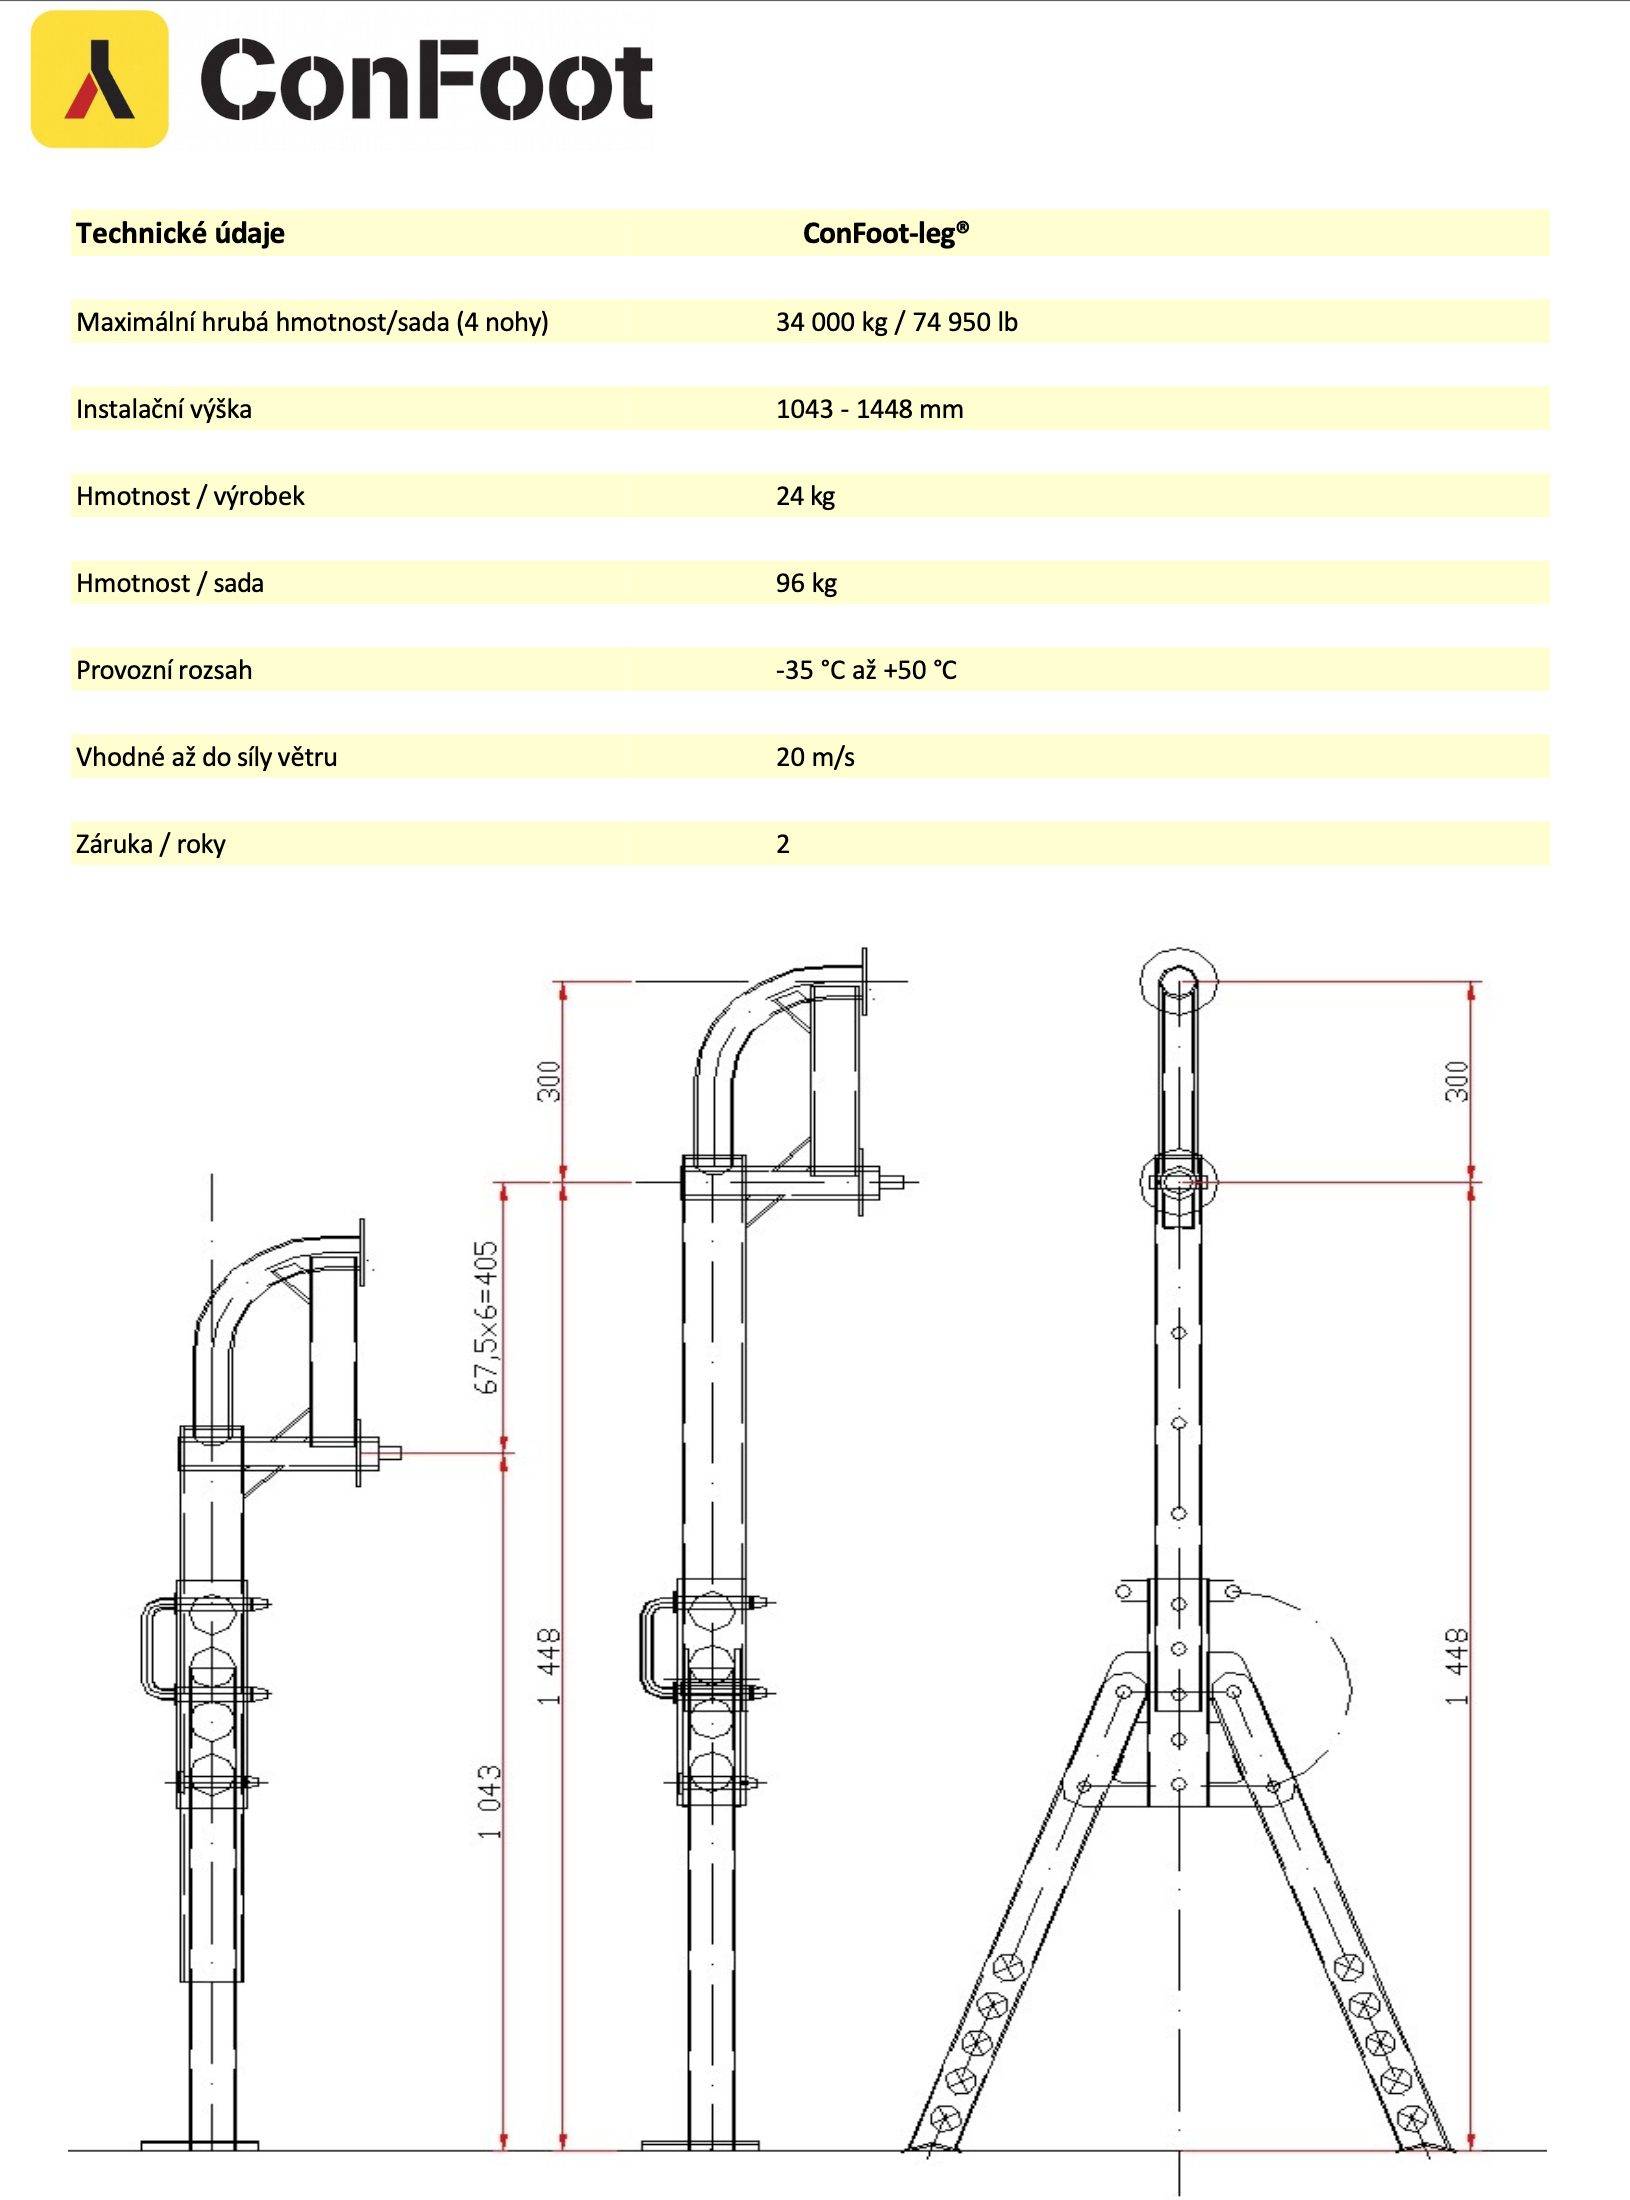 ConFoot
Technické údaje ConFoot-leg®
Maximální hrubá hmotnost/sada (4 nohy) 34 000 kg / 74 950 lb
Instalační výška 1043 - 1448 mm
Hmotnost / výrobek 24 kg
Hmotnost / sada 96 kg
Provozní rozsah -35 °C až +50 °C
Vhodné až do síly větru 20 m/s
Záruka / roky 2
300
300
67,5x6=405
1 448
1 448
1 043